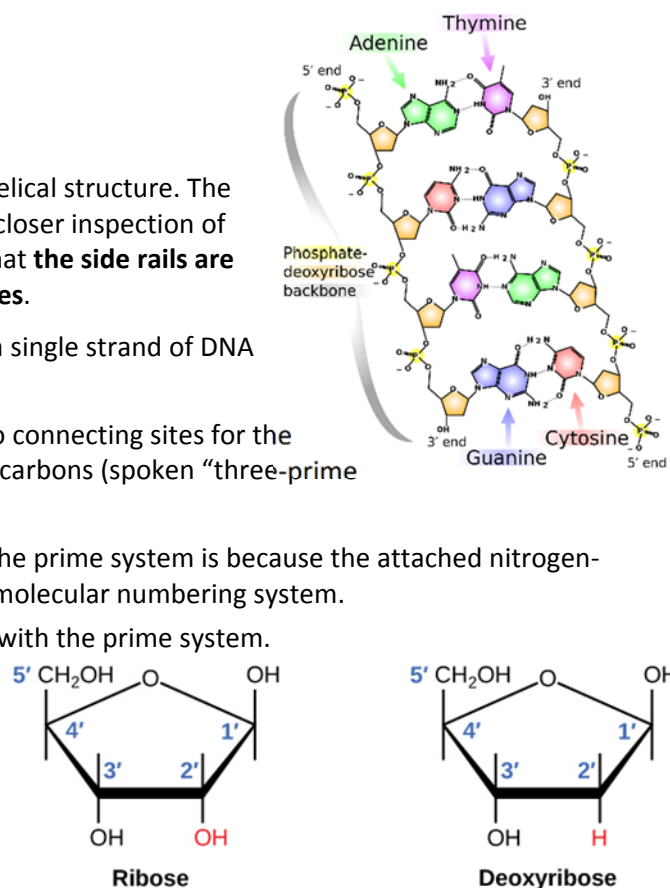 Thymine
Adenine
5′ end
3′ end
elical structure. The
closer inspection of
hat the side rails are
es.
Phosphate-
deoxyribose
backbone
n single strand of DNA
o connecting sites for the
carbons (spoken “three-prime
3′ end
Guanine
Cytosine
5′ end
he prime system is because the attached nitrogen-
molecular numbering system.
with the prime system.
5′ CH₂OH O OH
4′ 1′
3′ 2′
OH OH
Ribose
5′ CH₂OH O OH
4′ 1′
3′ 2′
OH H
Deoxyribose